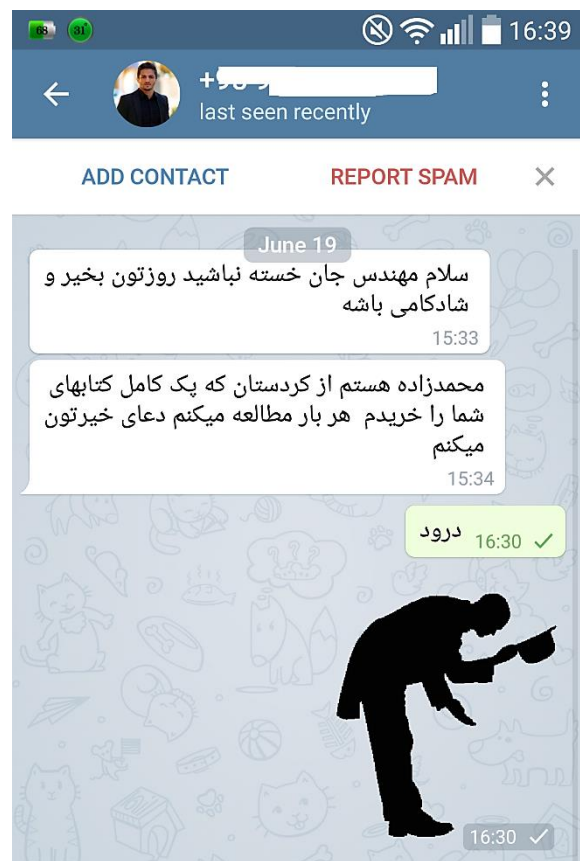 68 31° 16:39
last seen recently
ADD CONTACT REPORT SPAM
June 19
سلام مهندس جان خسته نباشید روزتون بخیر و
شادکامی باشه
15:33
محمدزاده هستم از کردستان که پک کامل کتابهای
شما را خریدم هر بار مطالعه میکنم دعای خیرتون
میکنم
15:34
درود 16:30
16:30